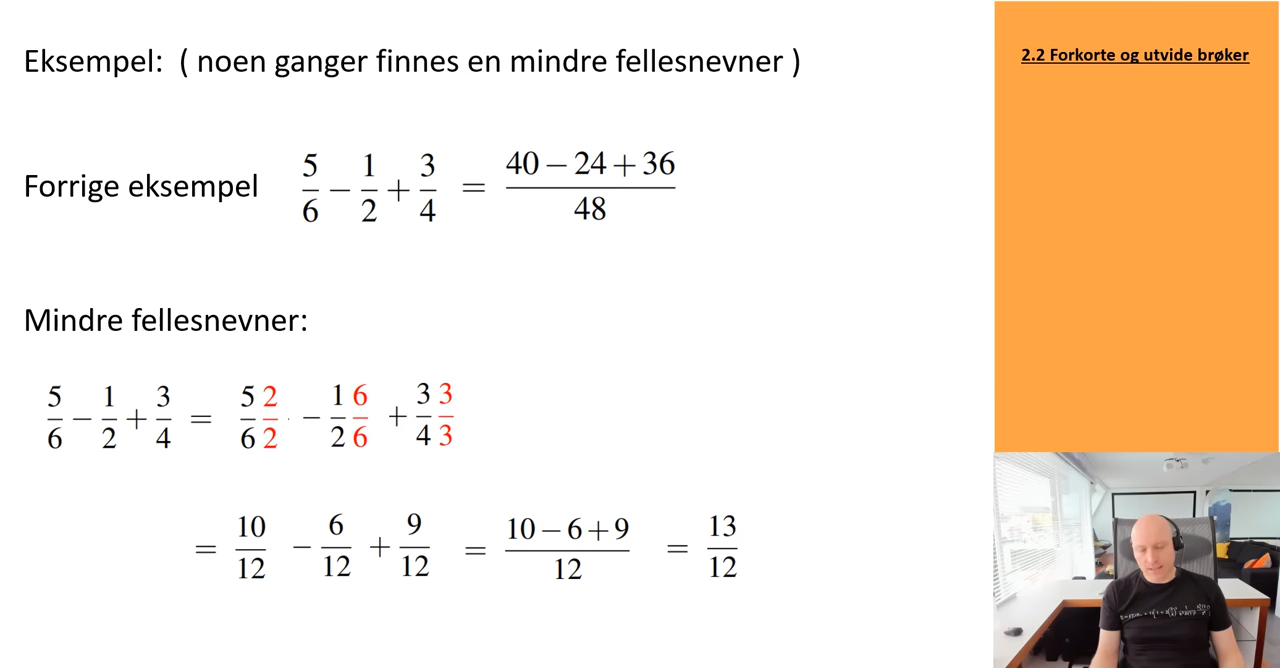 Eksempel: ( noen ganger finnes en mindre fellesnevner )
2.2 Forkorte og utvide brøker
Forrige eksempel 5/6 − 1/2 + 3/4 = (40 − 24 + 36)/48
Mindre fellesnevner:
5/6 − 1/2 + 3/4 = 5/6 2/2 − 1/2 6/6 + 3/4 3/3
= 10/12 − 6/12 + 9/12 = (10 − 6 + 9)/12 = 13/12